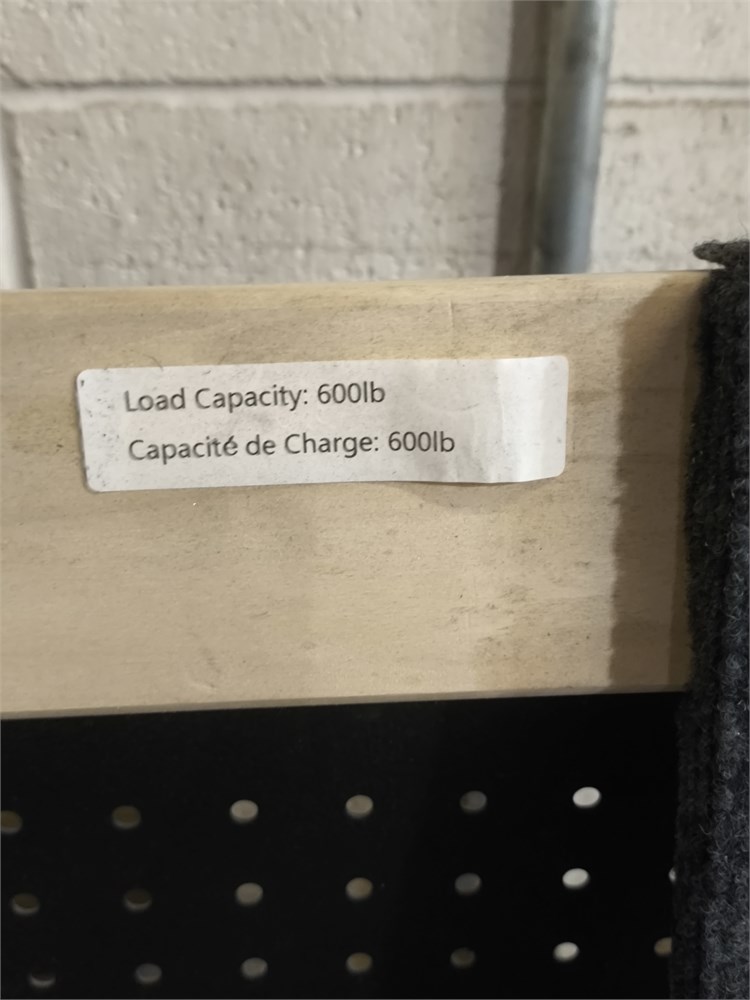 Load Capacity: 600lb
Capacité de Charge: 600lb